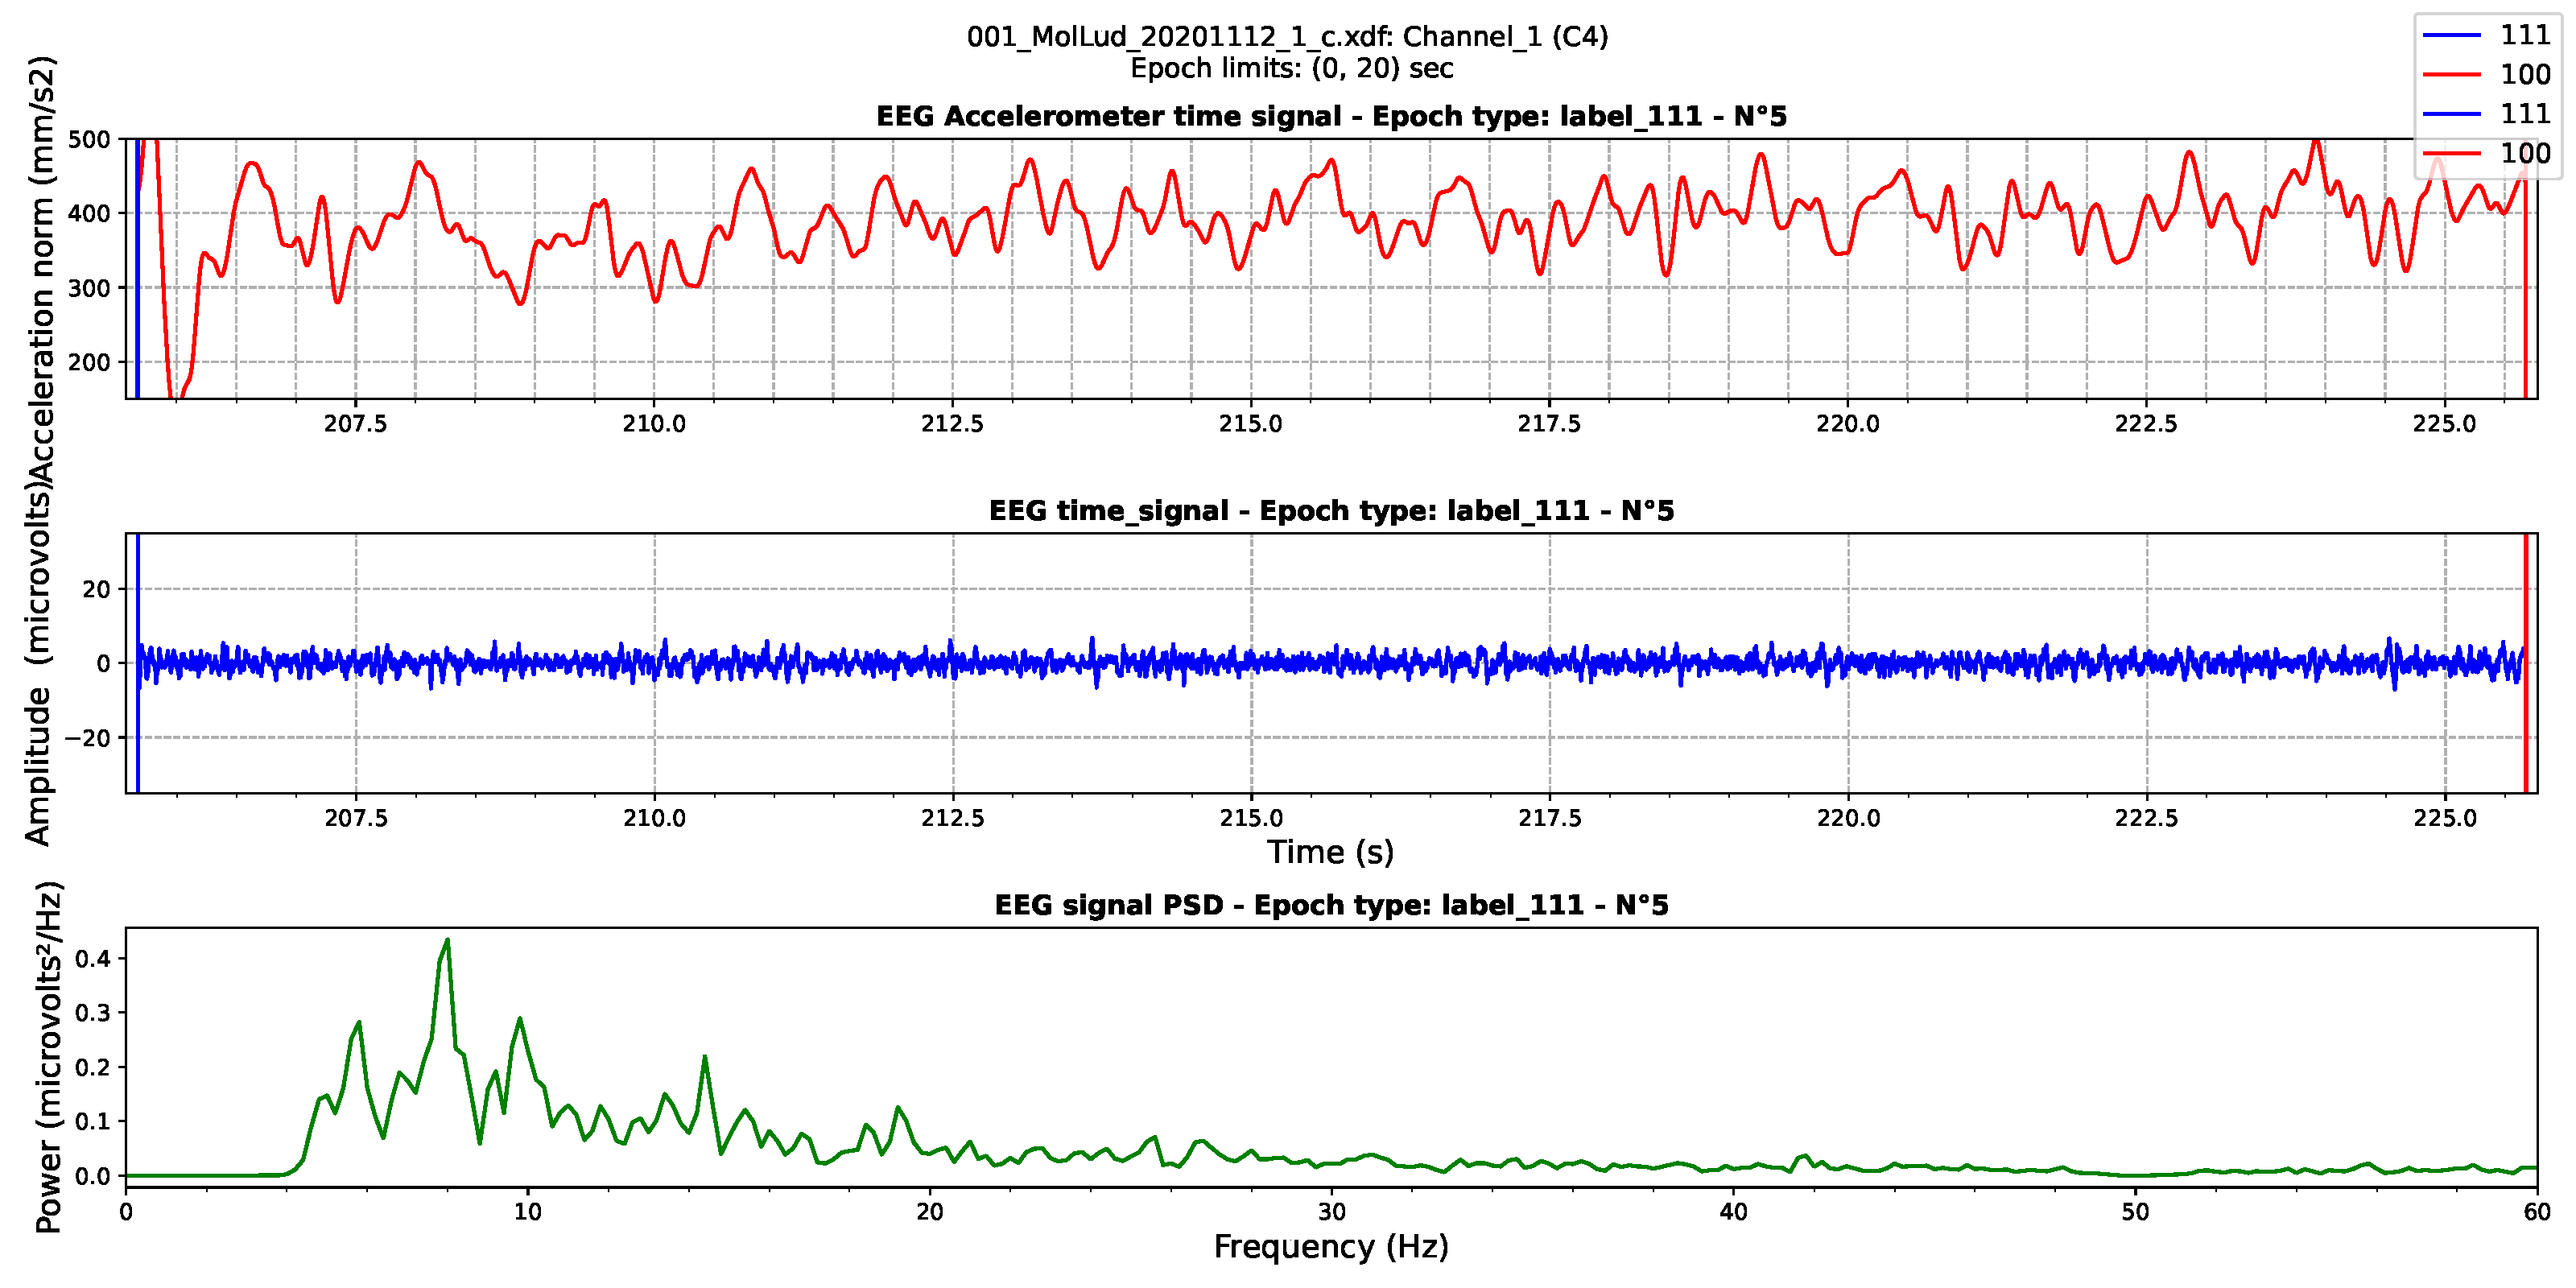 001_MolLud_20201112_1_c.xdf: Channel_1 (C4)
Epoch limits: (0, 20) sec
111
100
111
100
EEG Accelerometer time signal - Epoch type: label_111 - N°5
Acceleration norm (mm/s2)
500
400
300
200
207.5 210.0 212.5 215.0 217.5 220.0 222.5 225.0
EEG time_signal - Epoch type: label_111 - N°5
Amplitude (microvolts)
20
0
−20
207.5 210.0 212.5 215.0 217.5 220.0 222.5 225.0
Time (s)
EEG signal PSD - Epoch type: label_111 - N°5
Power (microvolts²/Hz)
0.4
0.3
0.2
0.1
0.0
0 10 20 30 40 50 60
Frequency (Hz)